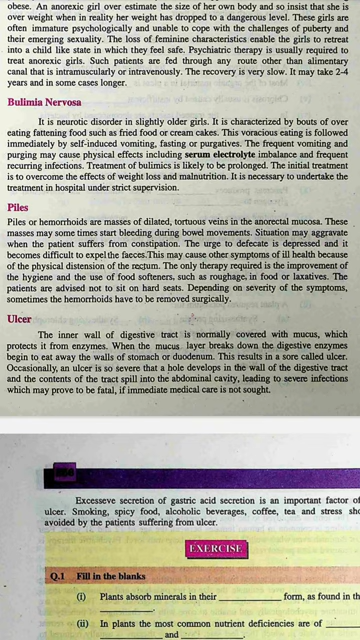 obese. An anorexic girl over estimate the size of her own body and so insist that she is
over weight when in reality her weight has dropped to a dangerous level. These girls are
often immature psychologically and unable to cope with the challenges of puberty and
their emerging sexuality. The loss of feminine characteristics enable the girls to retreat
into a child like state in which they feel safe. Psychiatric therapy is usually required to
treat anorexic girls. Such patients are fed through any route other than alimentary
canal that is intramuscularly or intravenously. The recovery is very slow. It may take 2-4
years and in some cases longer.
Bulimia Nervosa
It is neurotic disorder in slightly older girls. It is characterized by bouts of over
eating fattening food such as fried food or cream cakes. This voracious eating is followed
immediately by self-induced vomiting, fasting or purgatives. The frequent vomiting and
purging may cause physical effects including serum electrolyte imbalance and frequent
recurring infections. Treatment of bulimics is likely to be prolonged. The initial treatment
is to overcome the effects of weight loss and malnutrition. It is necessary to undertake the
treatment in hospital under strict supervision.
Piles
Piles or hemorrhoids are masses of dilated, tortuous veins in the anorectal mucosa. These
masses may some times start bleeding during bowel movements. Situation may aggravate
when the patient suffers from constipation. The urge to defecate is depressed and it
becomes difficult to expel the faeces.This may cause other symptoms of ill health because
of the physical distension of the rectum. The only therapy required is the improvement of
the hygiene and the use of food softeners, such as roughage, in food or laxatives. The
patients are advised not to sit on hard seats. Depending on severity of the symptoms,
sometimes the hemorrhoids have to be removed surgically.
Ulcer
The inner wall of digestive tract is normally covered with mucus, which
protects it from enzymes. When the mucus layer breaks down the digestive enzymes
begin to eat away the walls of stomach or duodenum. This results in a sore called ulcer.
Occasionally, an ulcer is so severe that a hole develops in the wall of the digestive tract
and the contents of the tract spill into the abdominal cavity, leading to severe infections
which may prove to be fatal, if immediate medical care is not sought.
Excesseve secretion of gastric acid secretion is an important factor of
ulcer. Smoking, spicy food, alcoholic beverages, coffee, tea and stress sho
avoided by the patients suffering from ulcer.
EXERCISE
Q.1 Fill in the blanks
(i) Plants absorb minerals in their ____________ form, as found in th
____________.
(ii) In plants the most common nutrient deficiencies are of ______
____________ and ____________.